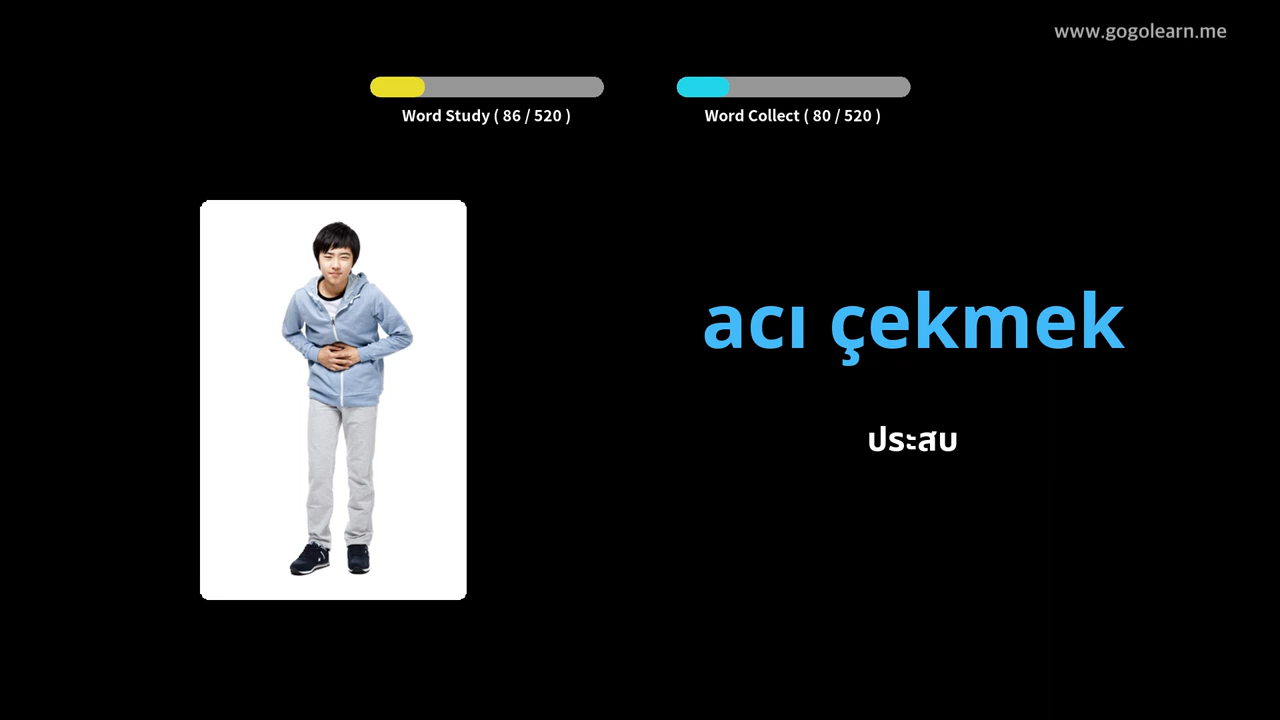 www.gogolearn.me
Word Study ( 86 / 520 )
Word Collect ( 80 / 520 )
acı çekmek
ประสบ